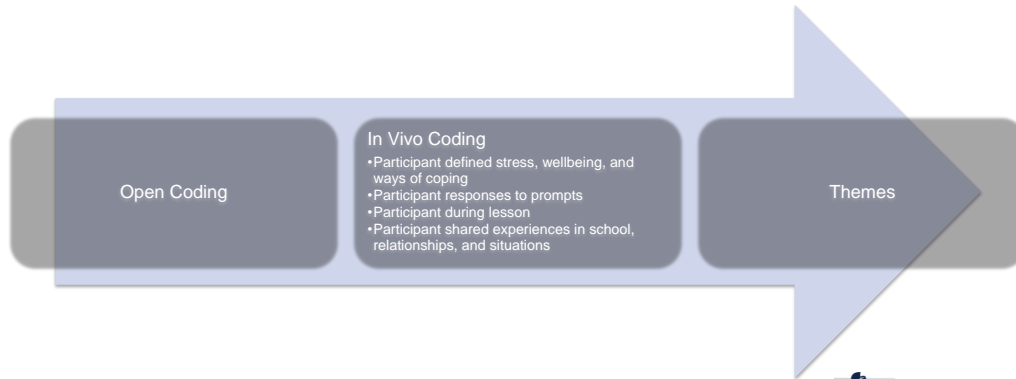 Open Coding
In Vivo Coding
•Participant defined stress, wellbeing, and
ways of coping
•Participant responses to prompts
•Participant during lesson
•Participant shared experiences in school,
relationships, and situations
Themes